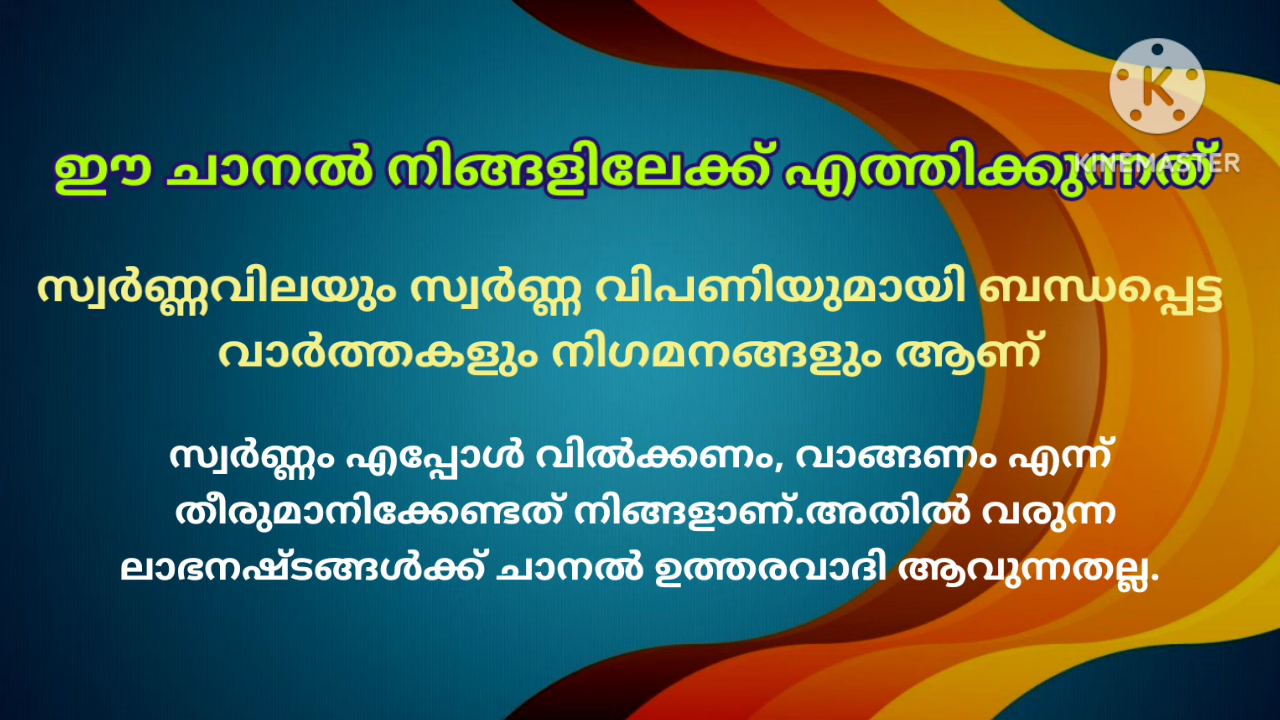 K
KINEMASTER
ഈ ചാനൽ നിങ്ങളിലേക്ക് എത്തിക്കുന്നത്
സ്വർണ്ണവിലയും സ്വർണ്ണ വിപണിയുമായി ബന്ധപ്പെട്ട
വാർത്തകളും നിഗമനങ്ങളും ആണ്
സ്വർണ്ണം എപ്പോൾ വിൽക്കണം, വാങ്ങണം എന്ന്
തീരുമാനിക്കേണ്ടത് നിങ്ങളാണ്.അതിൽ വരുന്ന
ലാഭനഷ്ടങ്ങൾക്ക് ചാനൽ ഉത്തരവാദി ആവുന്നതല്ല.